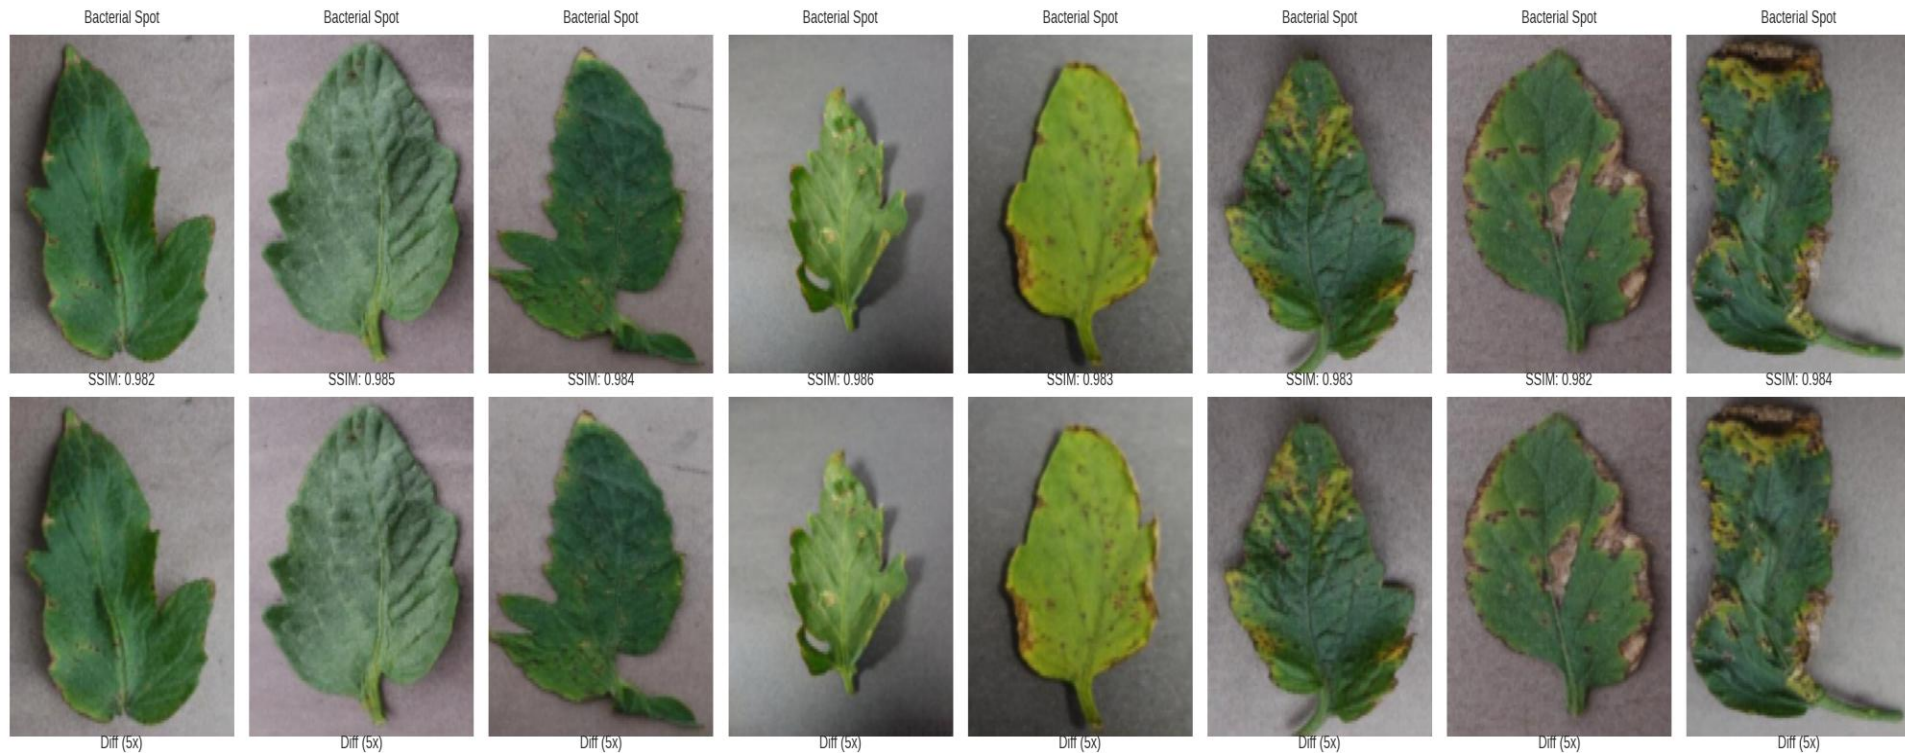 Bacterial Spot Bacterial Spot Bacterial Spot Bacterial Spot Bacterial Spot Bacterial Spot Bacterial Spot Bacterial Spot
SSIM: 0.982 SSIM: 0.985 SSIM: 0.984 SSIM: 0.986 SSIM: 0.983 SSIM: 0.983 SSIM: 0.982 SSIM: 0.984
Diff (5x) Diff (5x) Diff (5x) Diff (5x) Diff (5x) Diff (5x) Diff (5x) Diff (5x)